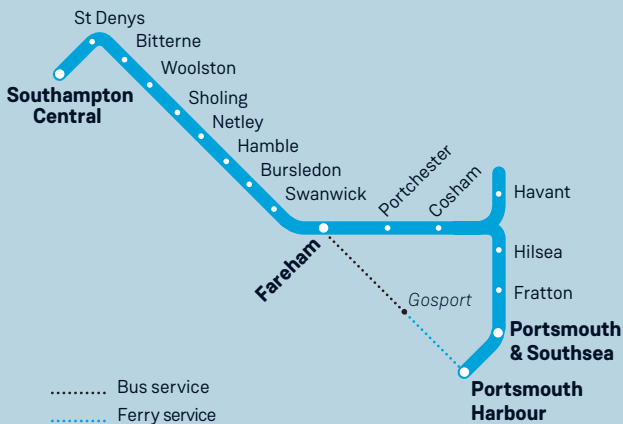 St Denys
Bitterne
Woolston
Southampton
Central
Sholing
Netley
Hamble
Bursledon
Swanwick
Fareham
Portchester
Cosham
Havant
Hilsea
Fratton
Gosport
Portsmouth
& Southsea
Portsmouth
Harbour
Bus service
Ferry service